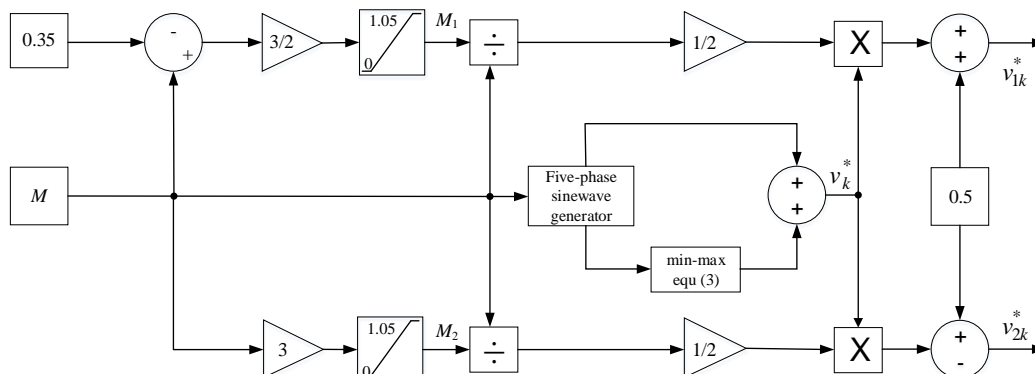 0.35
-
+
3/2
1.05
0
M₁
÷
1/2
X
+
+
v*₁ₖ
M
Five-phase
sinewave
generator
+
+
v*ₖ
0.5
min-max
equ (3)
3
1.05
0
M₂
÷
1/2
X
+
-
v*₂ₖ